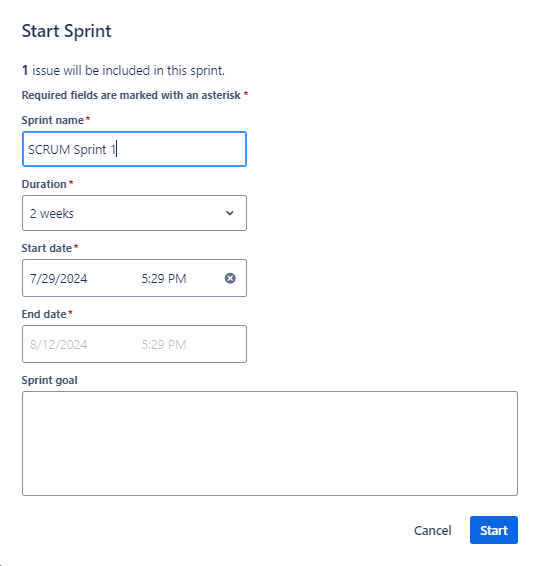 Start Sprint
1 issue will be included in this sprint.
Required fields are marked with an asterisk *
Sprint name *
SCRUM Sprint 1
Duration *
2 weeks
Start date *
7/29/2024 5:29 PM
End date *
8/12/2024 5:29 PM
Sprint goal
Cancel Start